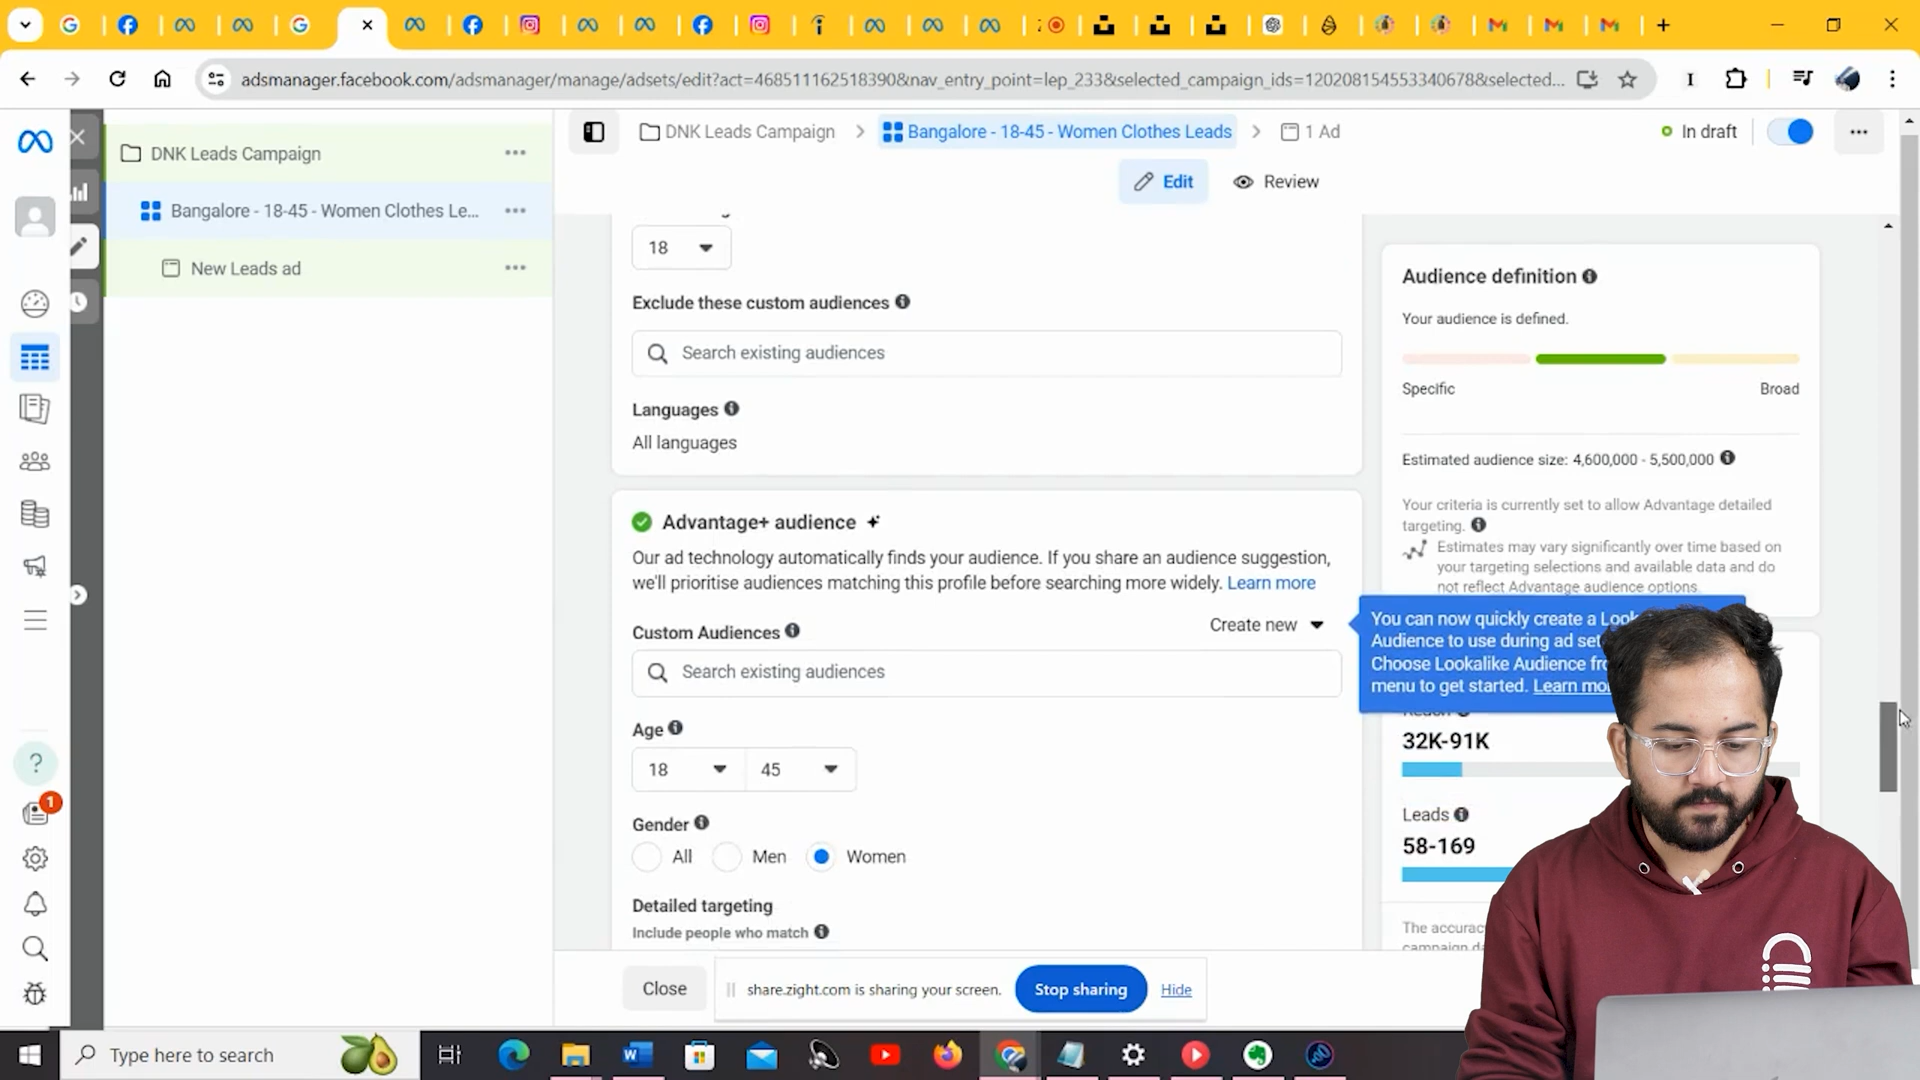 adsmanager.facebook.com/adsmanager/manage/adsets/edit?act=468511162518390&nav_entry_point=lep_233&selected_campaign_ids=120208154553340678&selected...
DNK Leads Campaign
Bangalore - 18-45 - Women Clothes Le...
New Leads ad
DNK Leads Campaign
Bangalore - 18-45 - Women Clothes Leads
1 Ad
In draft
Edit
Review
18
Exclude these custom audiences
Search existing audiences
Languages
All languages
Advantage+ audience
Our ad technology automatically finds your audience. If you share an audience suggestion,
we'll prioritise audiences matching this profile before searching more widely. Learn more
Custom Audiences
Create new
Search existing audiences
Age
18
45
Gender
All
Men
Women
Detailed targeting
Include people who match
Audience definition
Your audience is defined.
Specific
Broad
Estimated audience size: 4,600,000 - 5,500,000
Your criteria is currently set to allow Advantage detailed
targeting.
Estimates may vary significantly over time based on
your targeting selections and available data and do
not reflect Advantage audience options.
You can now quickly create a
Audience to use during ad
Choose Lookalike Audience
menu to get started. Learn
32K-91K
Leads
58-169
The
1
Close
share.zight.com is sharing your screen.
Stop sharing
Hide
Type here to search